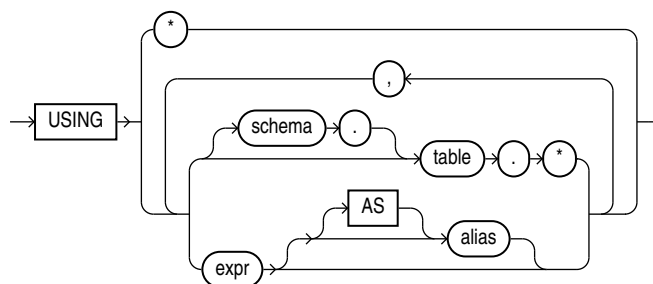 *
,
schema .
USING
table . *
AS
alias
expr